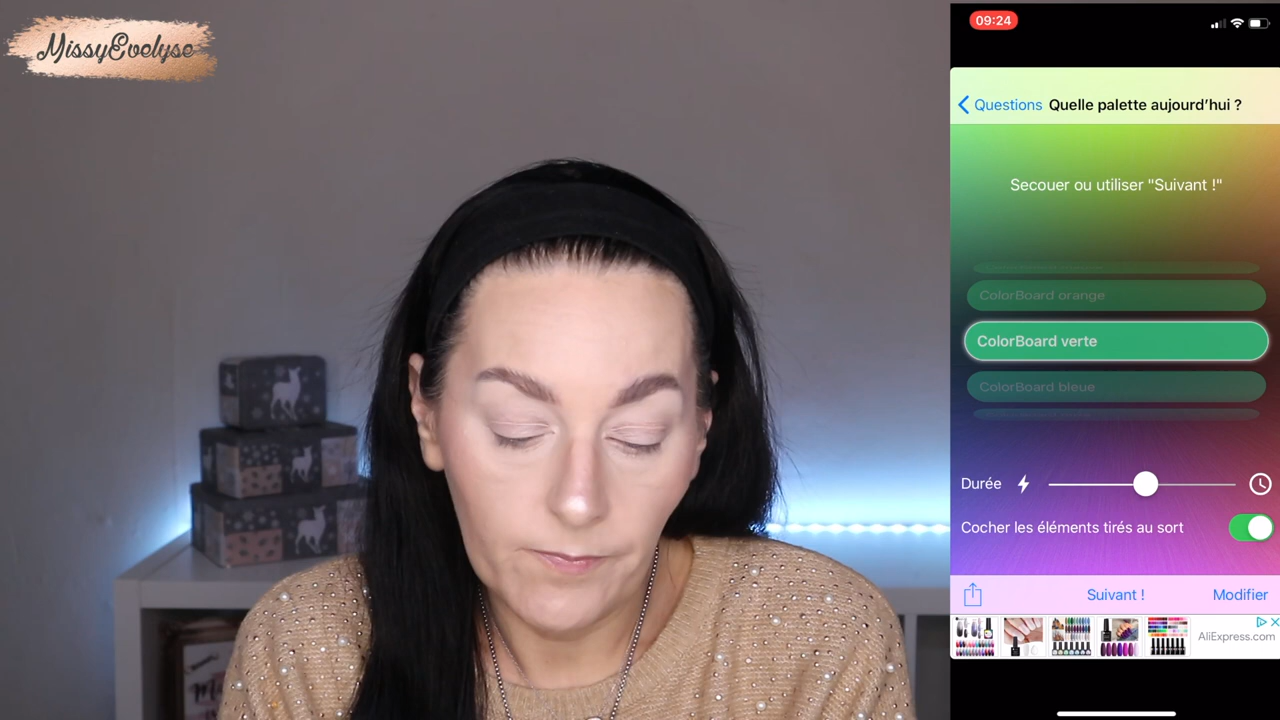 MissyEvelyse
09:24
Questions Quelle palette aujourd’hui ?
Secouer ou utiliser "Suivant !"
ColorBoard orange
ColorBoard verte
ColorBoard bleue
Durée
Cocher les éléments tirés au sort
Suivant !
Modifier
AliExpress.com